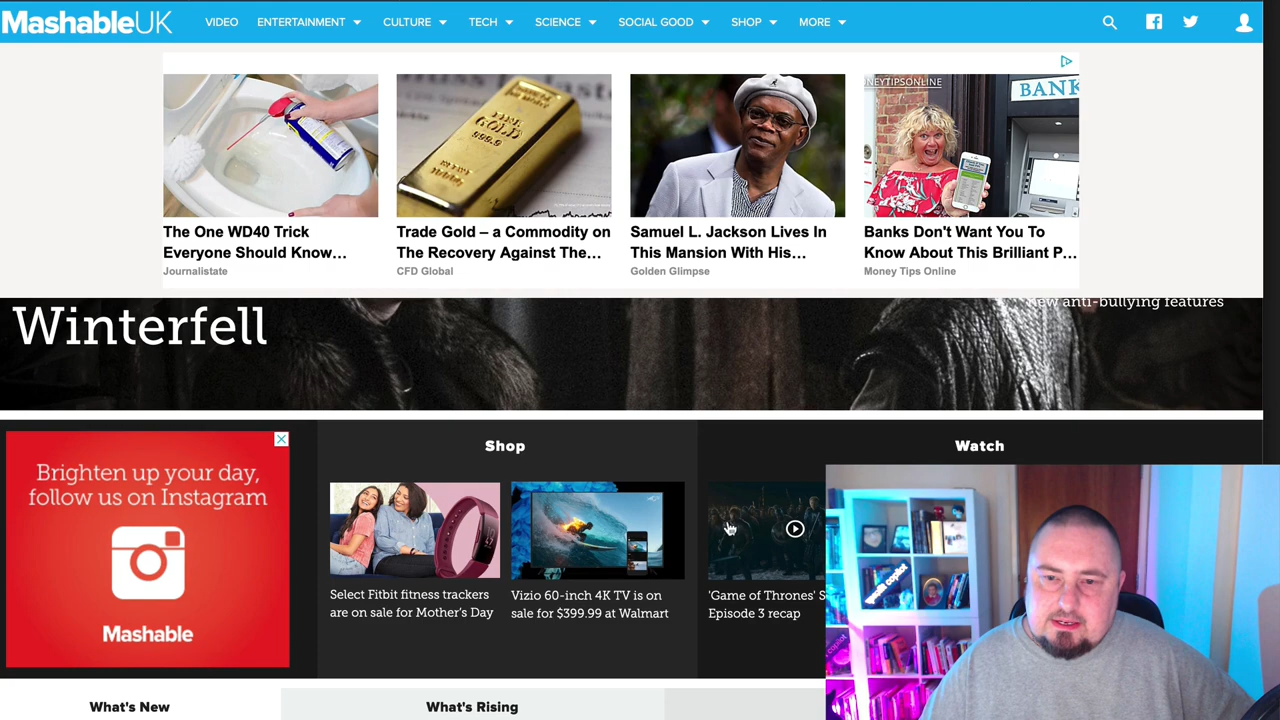 MashableUK
VIDEO
ENTERTAINMENT
CULTURE
TECH
SCIENCE
SOCIAL GOOD
SHOP
MORE
FINE
GOLD
999.9
NEYTIPSONLINE
BANK
The One WD40 Trick
Everyone Should Know…
Journalistate
Trade Gold – a Commodity on
The Recovery Against The…
CFD Global
Samuel L. Jackson Lives In
This Mansion With His…
Golden Glimpse
Banks Don't Want You To
Know About This Brilliant P…
Money Tips Online
Winterfell
new anti-bullying features
Brighten up your day,
follow us on Instagram
Mashable
Shop
Select Fitbit fitness trackers
are on sale for Mother's Day
Vizio 60-inch 4K TV is on
sale for $399.99 at Walmart
Watch
'Game of Thrones' S
Episode 3 recap
What's New
What's Rising